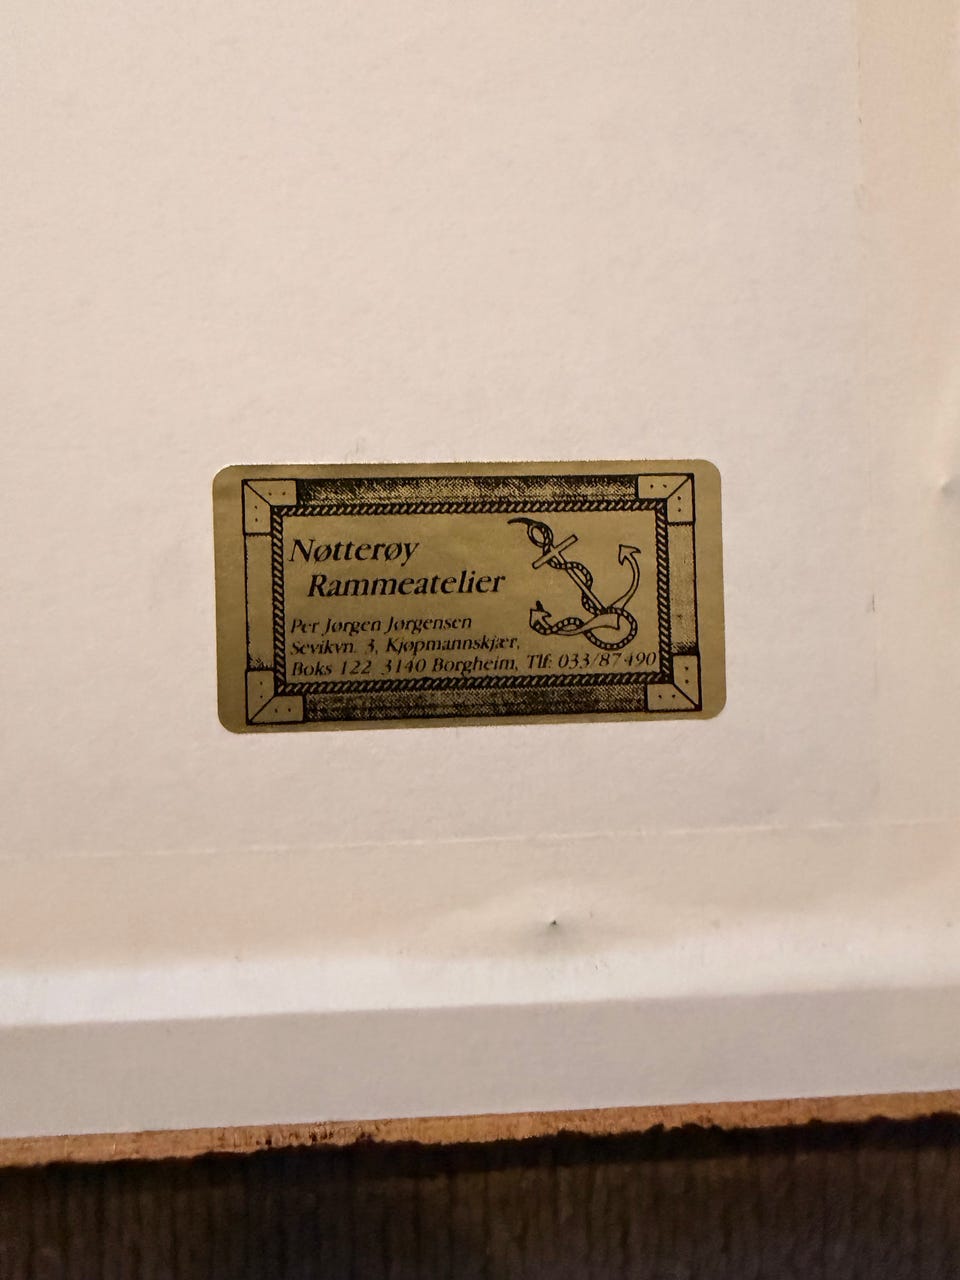 Nøtterøy
Rammeatelier
Per Jørgen Jørgensen
Sevikvn. 3, Kjøpmannskjær,
Boks 122 3140 Borgheim, Tlf: 033/87490